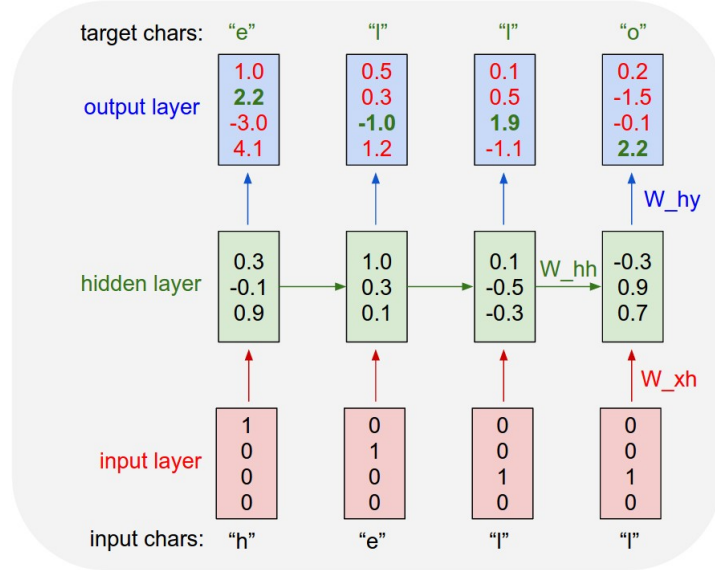 target chars: “e” “l” “l” “o”
1.0 0.5 0.1 0.2
2.2 0.3 0.5 -1.5
output layer
-3.0 -1.0 1.9 -0.1
4.1 1.2 -1.1 2.2
W_hy
0.3 1.0 0.1 -0.3
W_hh
hidden layer -0.1 0.3 -0.5 0.9
0.9 0.1 -0.3 0.7
W_xh
1 0 0 0
0 1 0 0
input layer
0 0 1 1
0 0 0 0
input chars: “h” “e” “l” “l”